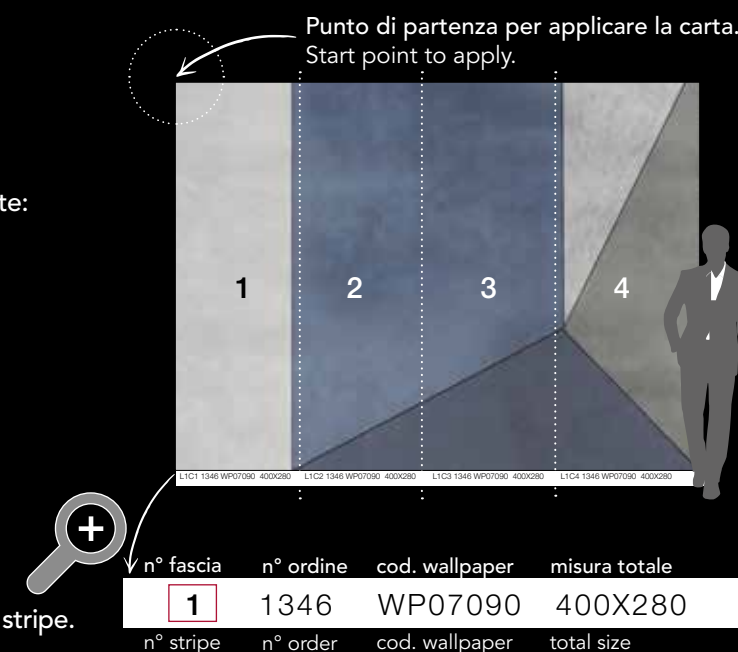 Punto di partenza per applicare la carta.
Start point to apply.
te:
1 2 3 4
L1C1 1346 WP07090 400X280 L1C2 1346 WP07090 400X280 L1C3 1346 WP07090 400X280 L1C4 1346 WP07090 400X280
+
n° fascia n° ordine cod. wallpaper misura totale
1 1346 WP07090 400X280
stripe.
n° stripe n° order cod. wallpaper total size